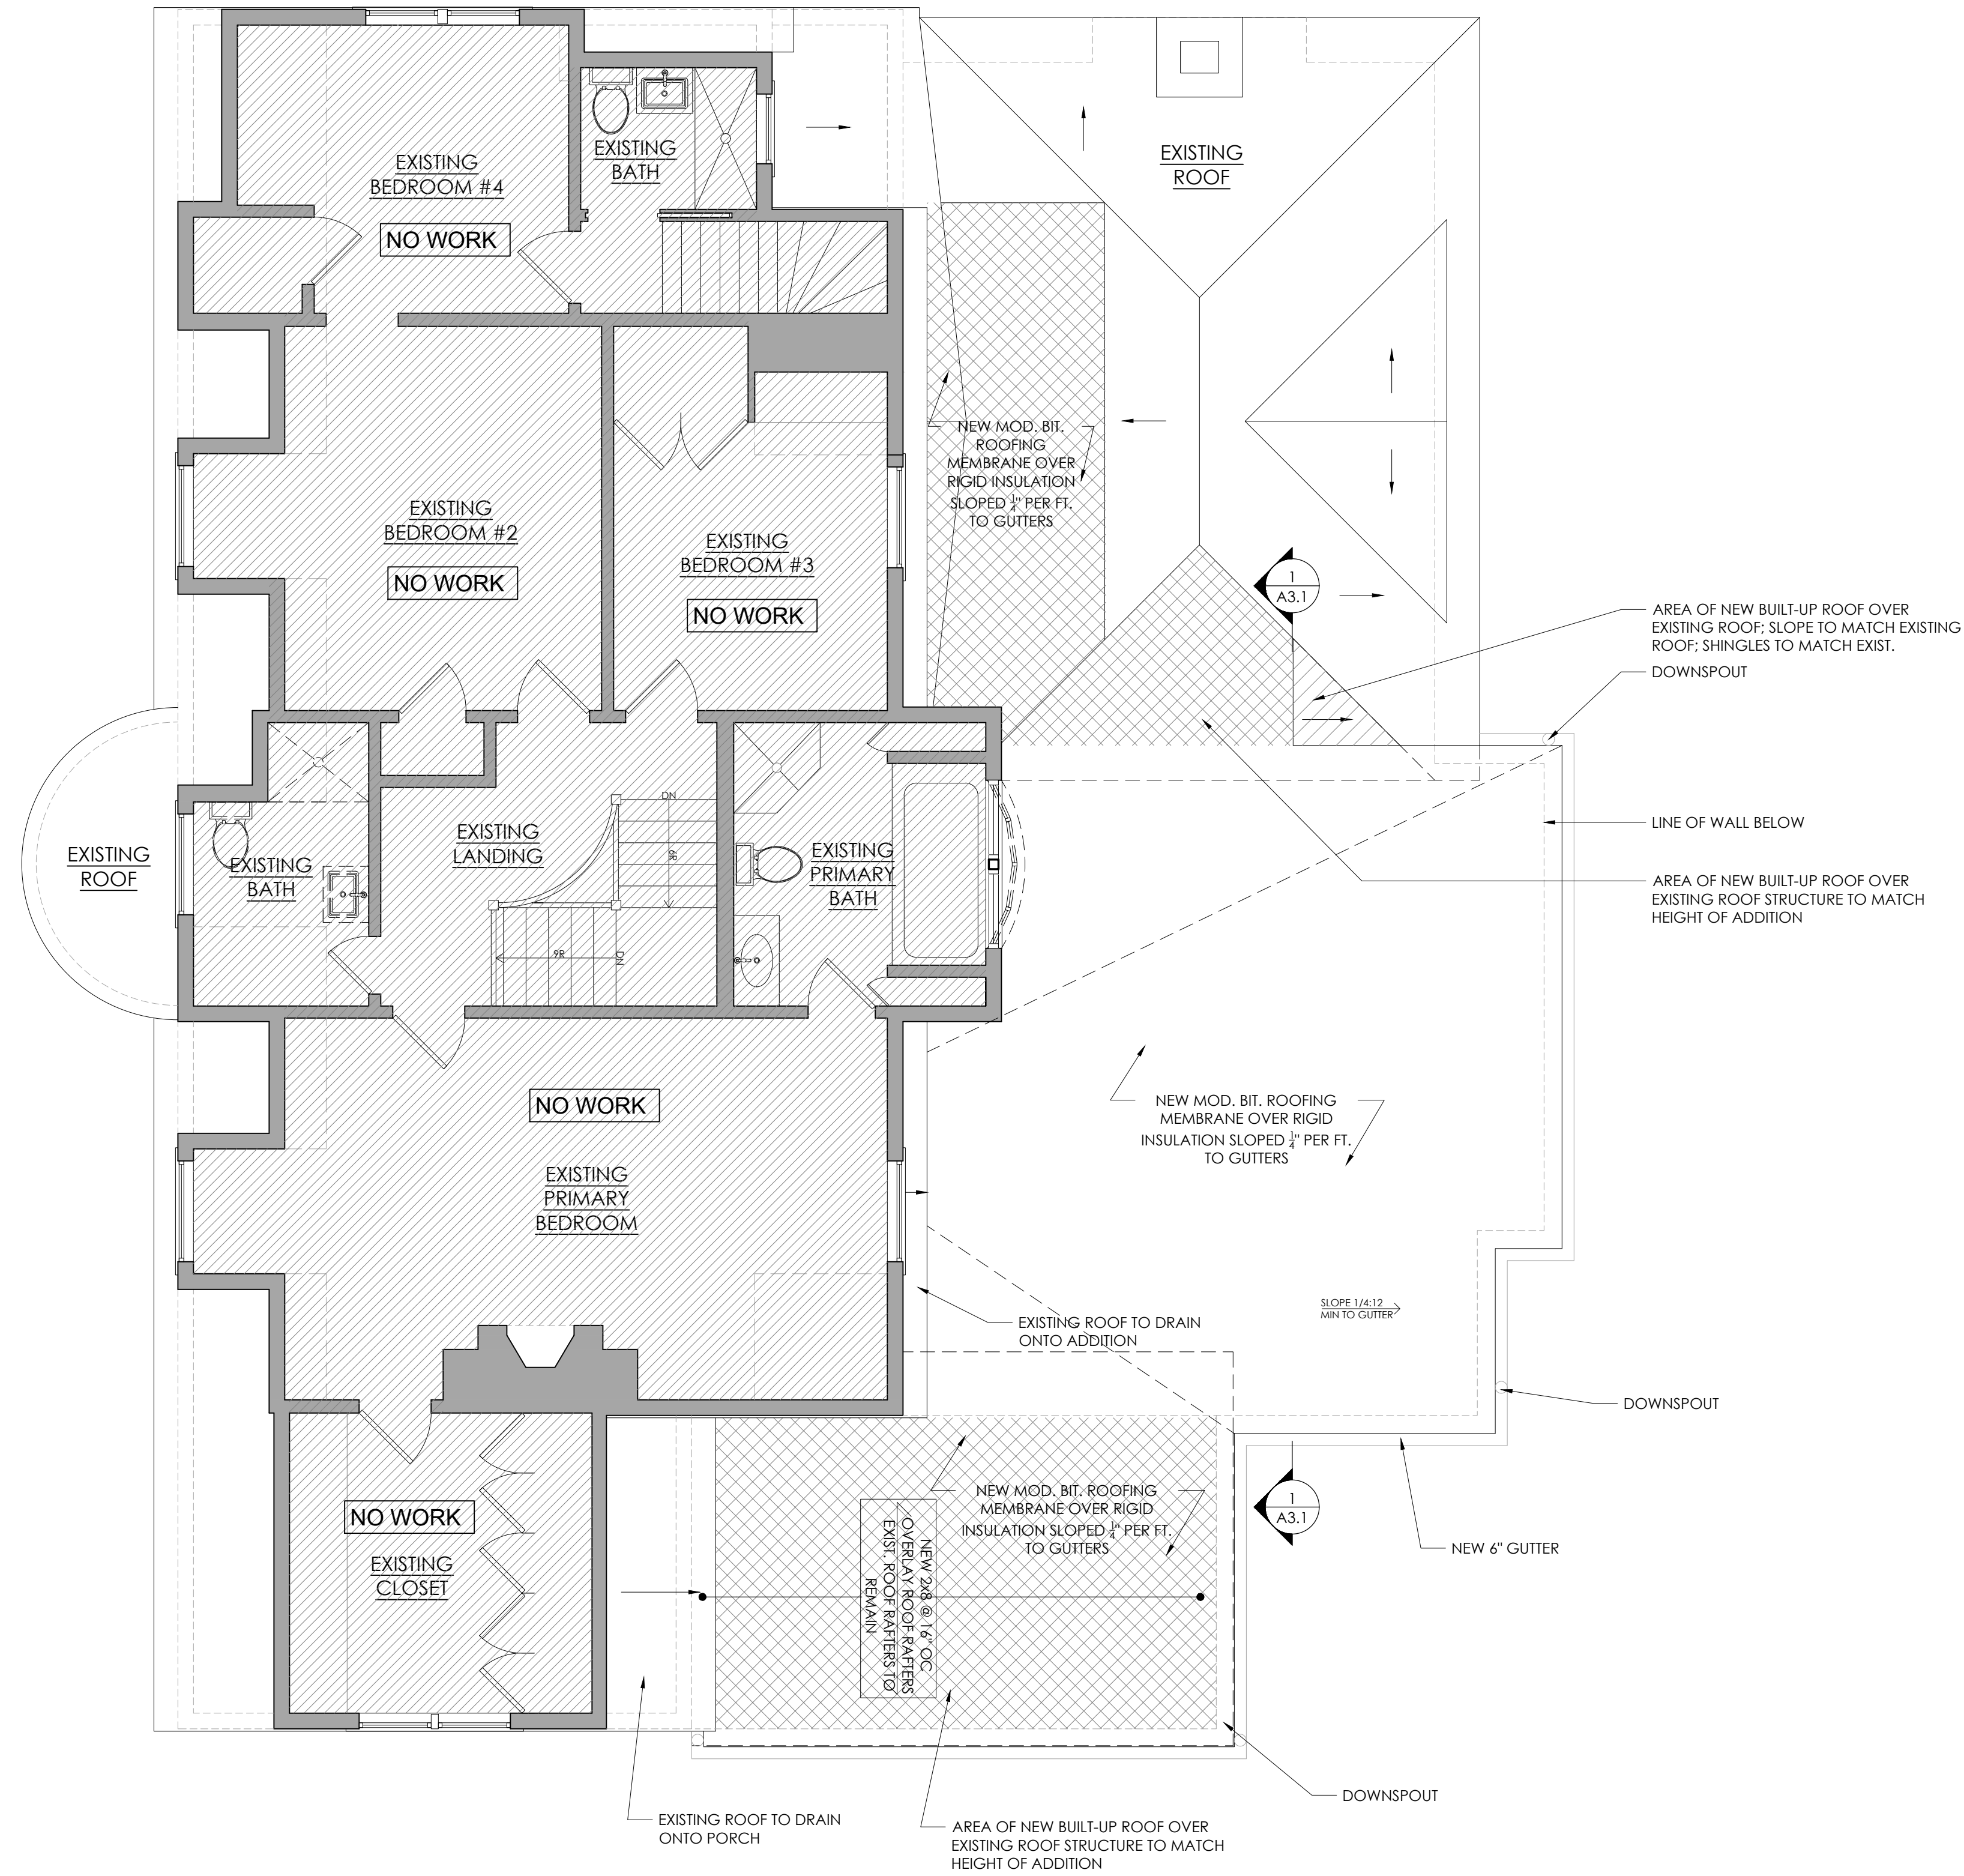 EXISTING
BEDROOM #4
NO WORK
EXISTING
BATH
EXISTING
ROOF
EXISTING
BEDROOM #2
NO WORK
EXISTING
BEDROOM #3
NO WORK
NEW MOD. BIT.
ROOFING
MEMBRANE OVER
RIGID INSULATION
SLOPED 1/4" PER FT.
TO GUTTERS
1
A3.1
AREA OF NEW BUILT-UP ROOF OVER
EXISTING ROOF; SLOPE TO MATCH EXISTING
ROOF; SHINGLES TO MATCH EXIST.
DOWNSPOUT
LINE OF WALL BELOW
AREA OF NEW BUILT-UP ROOF OVER
EXISTING ROOF STRUCTURE TO MATCH
HEIGHT OF ADDITION
EXISTING
ROOF
EXISTING
BATH
EXISTING
LANDING
DN
9R
9R
DN
EXISTING
PRIMARY
BATH
NO WORK
EXISTING
PRIMARY
BEDROOM
NEW MOD. BIT. ROOFING
MEMBRANE OVER RIGID
INSULATION SLOPED 1/4" PER FT.
TO GUTTERS
SLOPE 1/4:12
MIN TO GUTTER
EXISTING ROOF TO DRAIN
ONTO ADDITION
DOWNSPOUT
NO WORK
EXISTING
CLOSET
NEW MOD. BIT. ROOFING
MEMBRANE OVER RIGID
INSULATION SLOPED 1/4" PER FT.
TO GUTTERS
NEW 2x8 @ 16" OC
OVERLAY ROOF RAFTERS
EXIST. ROOF RAFTERS TO
REMAIN
1
A3.1
NEW 6" GUTTER
DOWNSPOUT
EXISTING ROOF TO DRAIN
ONTO PORCH
AREA OF NEW BUILT-UP ROOF OVER
EXISTING ROOF STRUCTURE TO MATCH
HEIGHT OF ADDITION